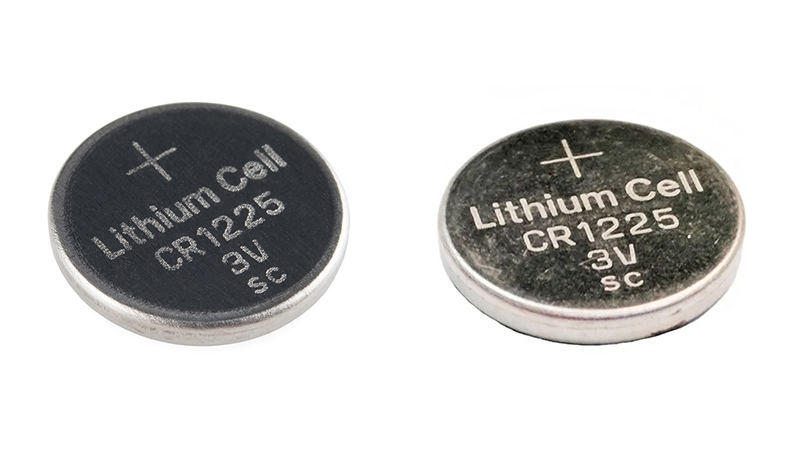 +
Lithium Cell
CR1225
3V
SC
+
Lithium Cell
CR1225
3V
SC